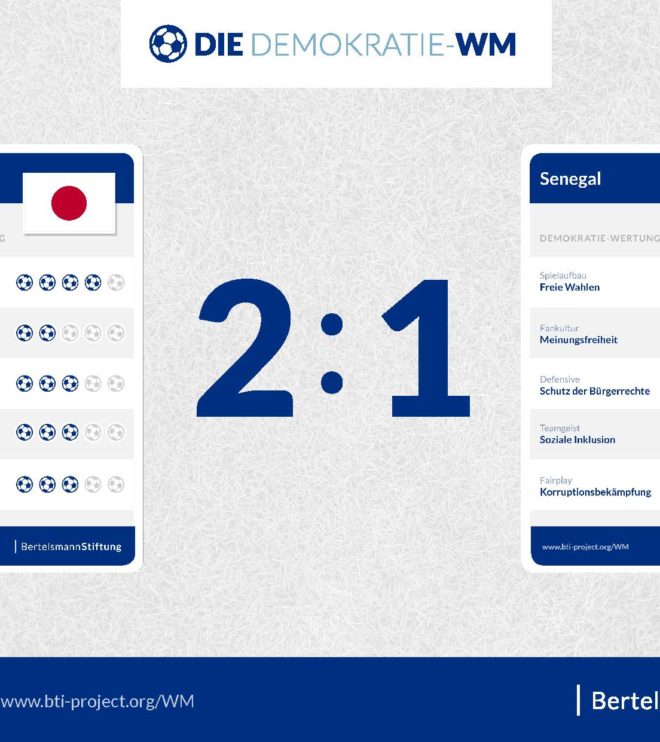 DIE DEMOKRATIE-WM
G
BertelsmannStiftung
2:1
Senegal
DEMOKRATIE-WERTUNG
Spielaufbau
Freie Wahlen
Fankultur
Meinungsfreiheit
Defensive
Schutz der Bürgerrechte
Teamgeist
Soziale Inklusion
Fairplay
Korruptionsbekämpfung
www.bti-project.org/WM
www.bti-project.org/WM
Bertel